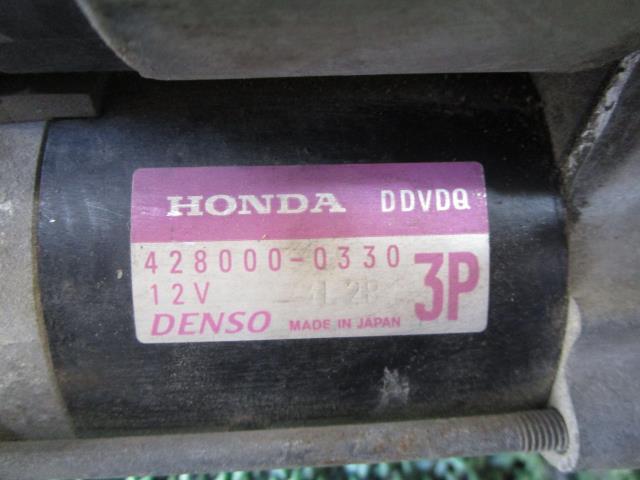 HONDA DDVDQ
428000-0330
12V
3P
DENSO MADE IN JAPAN